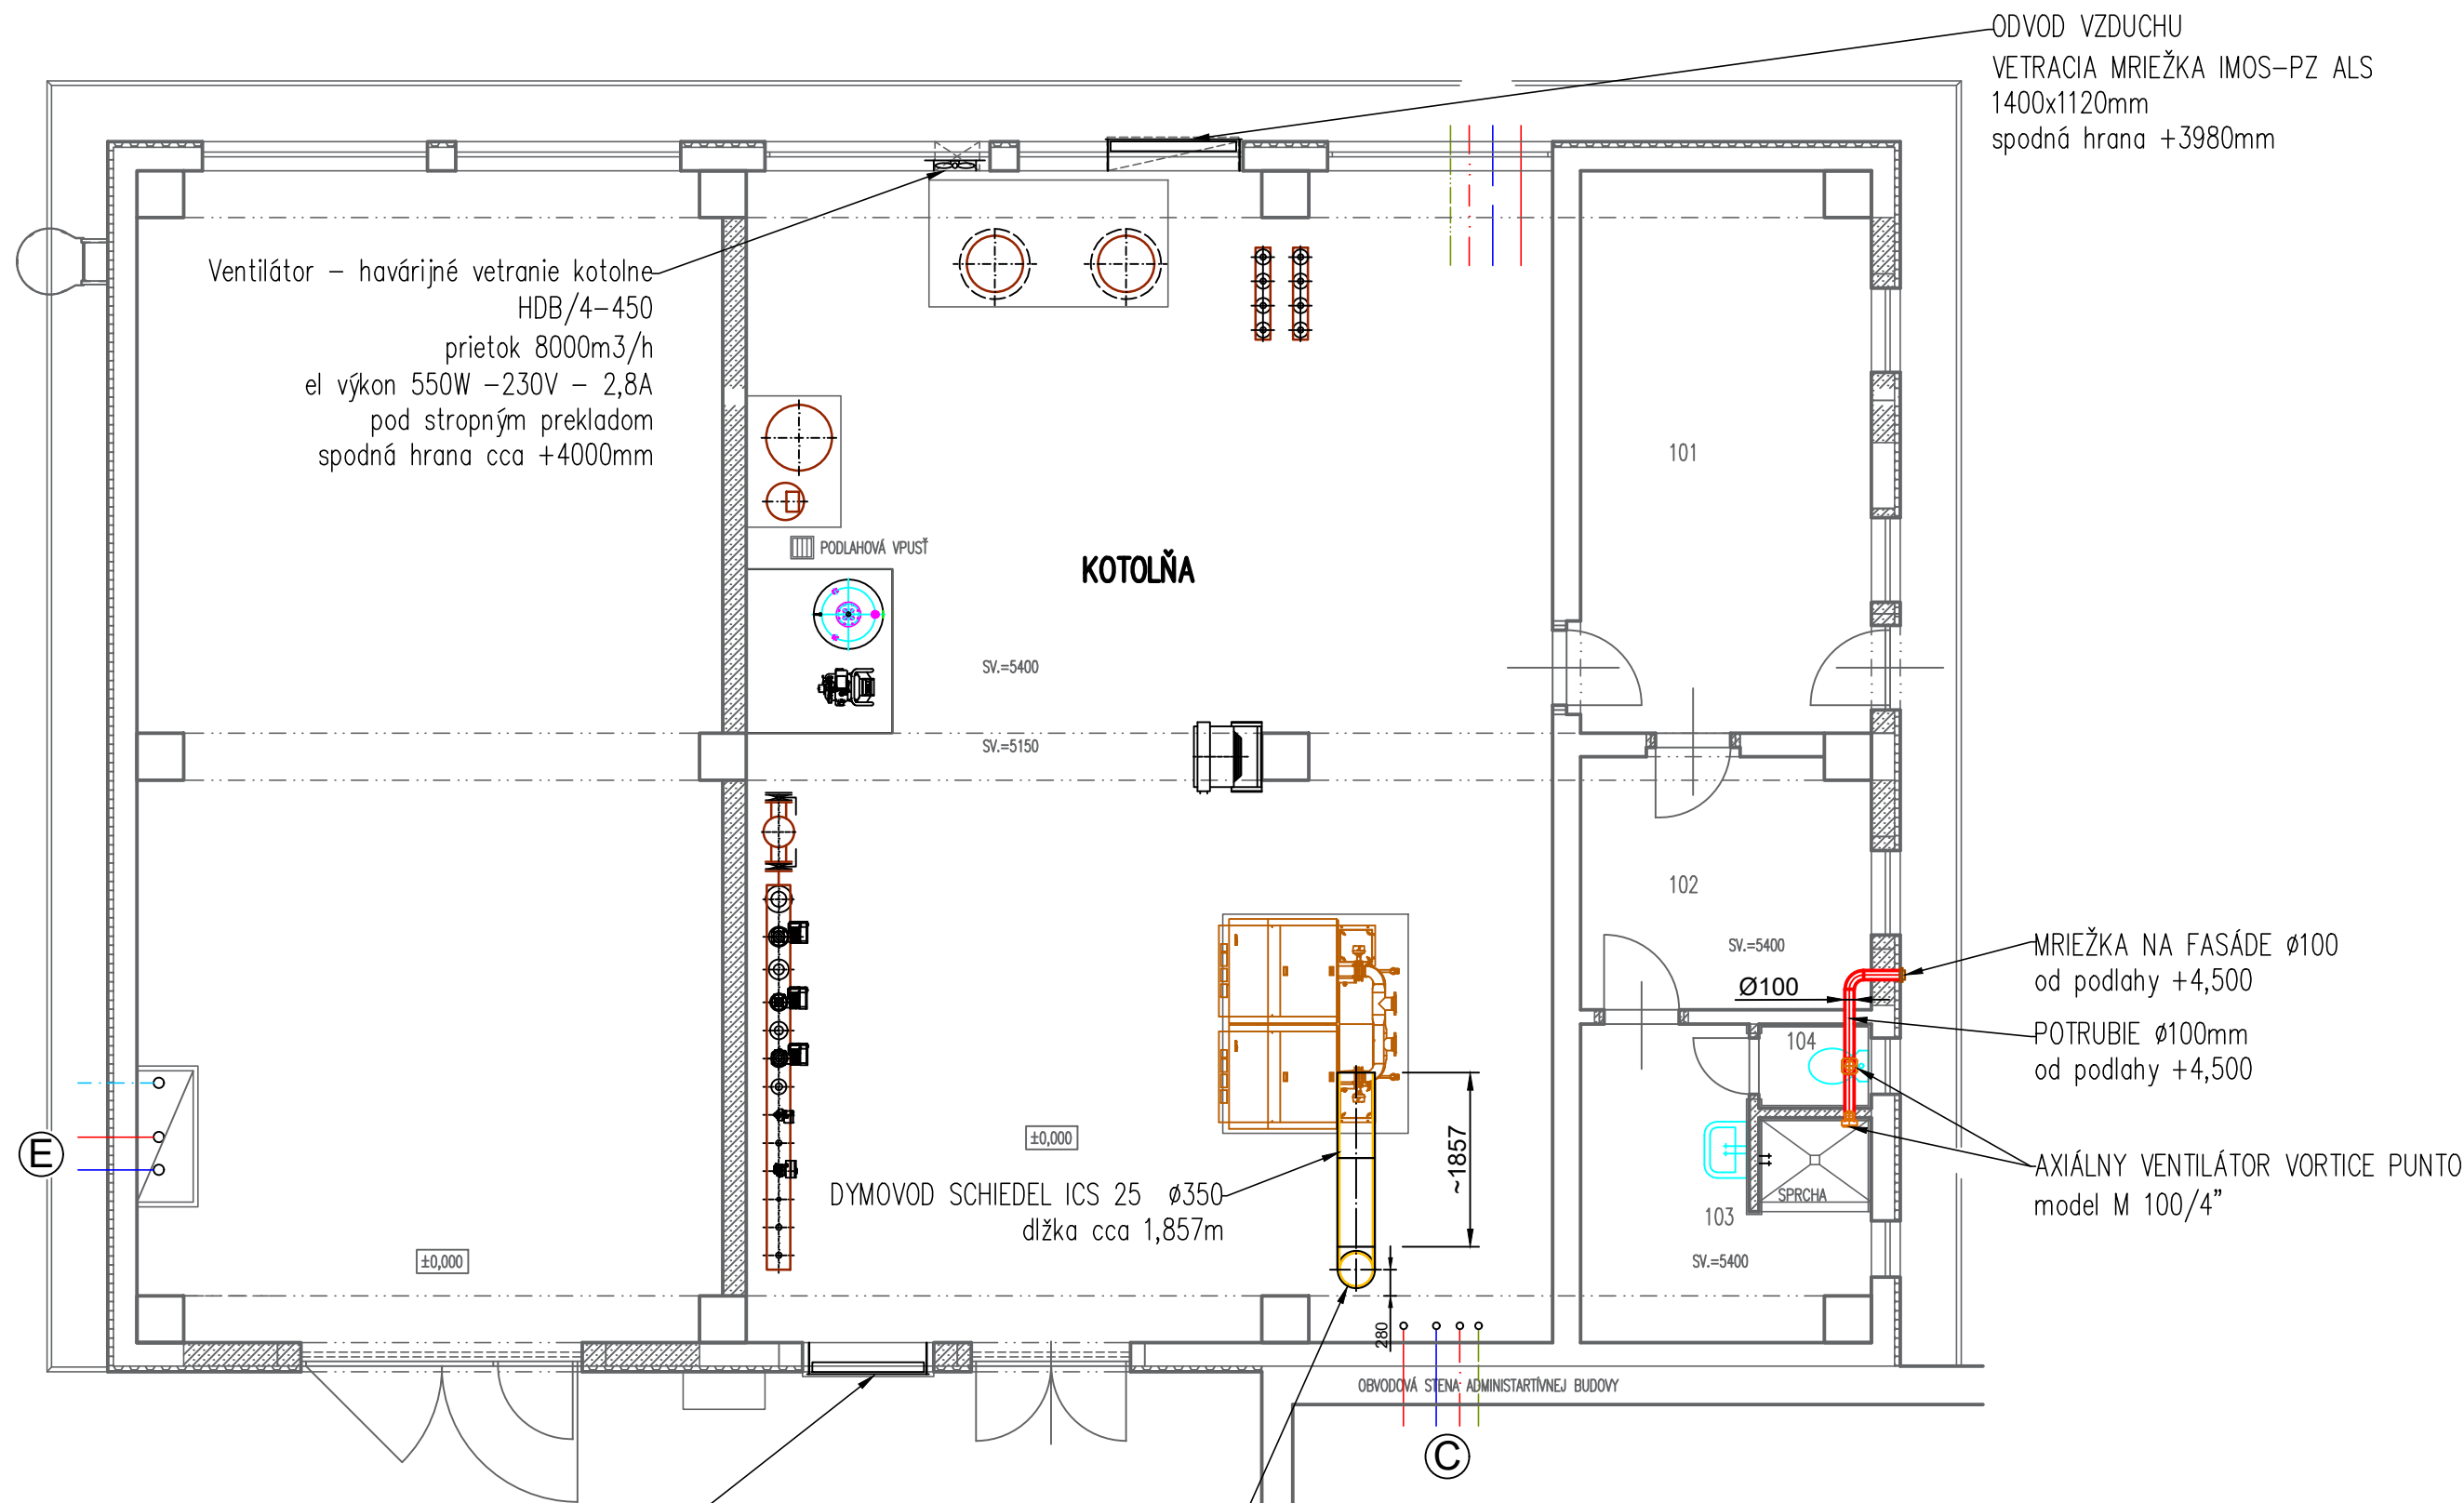 ODVOD VZDUCHU
VETRACIA MRIEŽKA IMOS-PZ ALS
1400x1120mm
spodná hrana +3980mm
Ventilátor - havárijné vetranie kotolne
HDB/4-450
prietok 8000m3/h
el výkon 550W -230V - 2,8A
pod stropným prekladom
spodná hrana cca +4000mm
101
PODLAHOVÁ VPUSŤ
KOTOLŇA
SV.=5400
SV.=5150
102
SV.=5400
MRIEŽKA NA FASÁDE ø100
od podlahy +4,500
Ø100
POTRUBIE ø100mm
od podlahy +4,500
104
E
±0,000
~1857
AXIÁLNY VENTILÁTOR VORTICE PUNTO
model M 100/4"
DYMOVOD SCHIEDEL ICS 25 ø350
dlžka cca 1,857m
SPRCHA
103
SV.=5400
±0,000
280
OBVODOVÁ STENA ADMINISTARTÍVNEJ BUDOVY
C